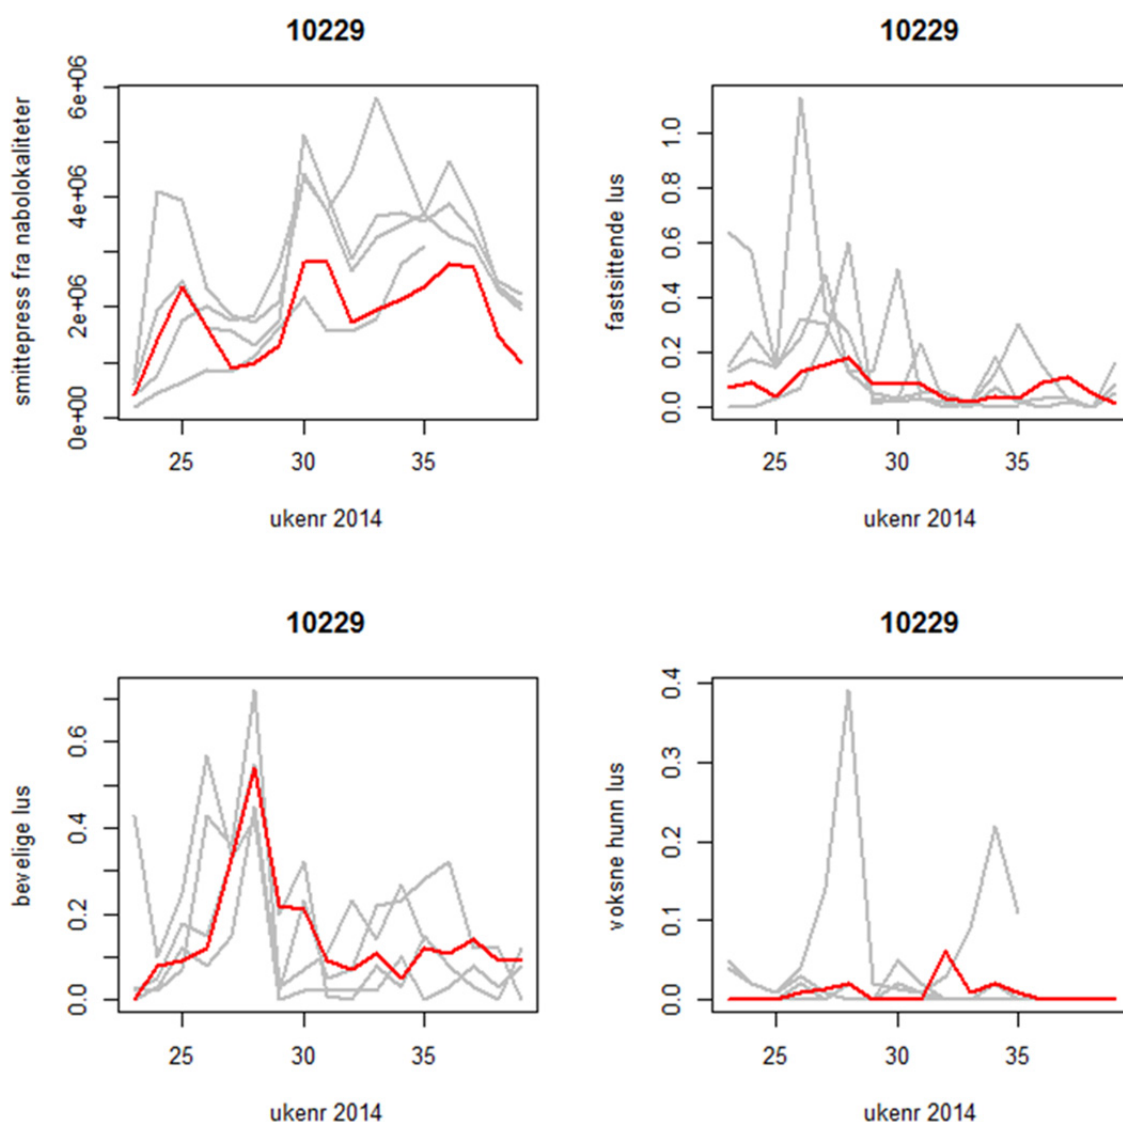 10229
smittepress fra nabolokaliteter
0e+00 2e+06 4e+06 6e+06
25 30 35
ukenr 2014
10229
fastsittende lus
0.0 0.2 0.4 0.6 0.8 1.0
25 30 35
ukenr 2014
10229
bevelige lus
0.0 0.2 0.4 0.6
25 30 35
ukenr 2014
10229
voksne hunn lus
0.0 0.1 0.2 0.3 0.4
25 30 35
ukenr 2014